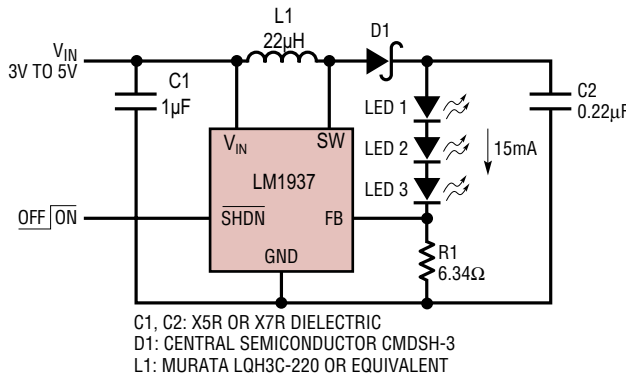 L1
22µH
D1
VIN
3V TO 5V
C1
1µF
LED 1
C2
0.22µF
VIN
SW
LED 2
15mA
LM1937
LED 3
OFF ON
SHDN
FB
GND
R1
6.34Ω
C1, C2: X5R OR X7R DIELECTRIC
D1: CENTRAL SEMICONDUCTOR CMDSH-3
L1: MURATA LQH3C-220 OR EQUIVALENT